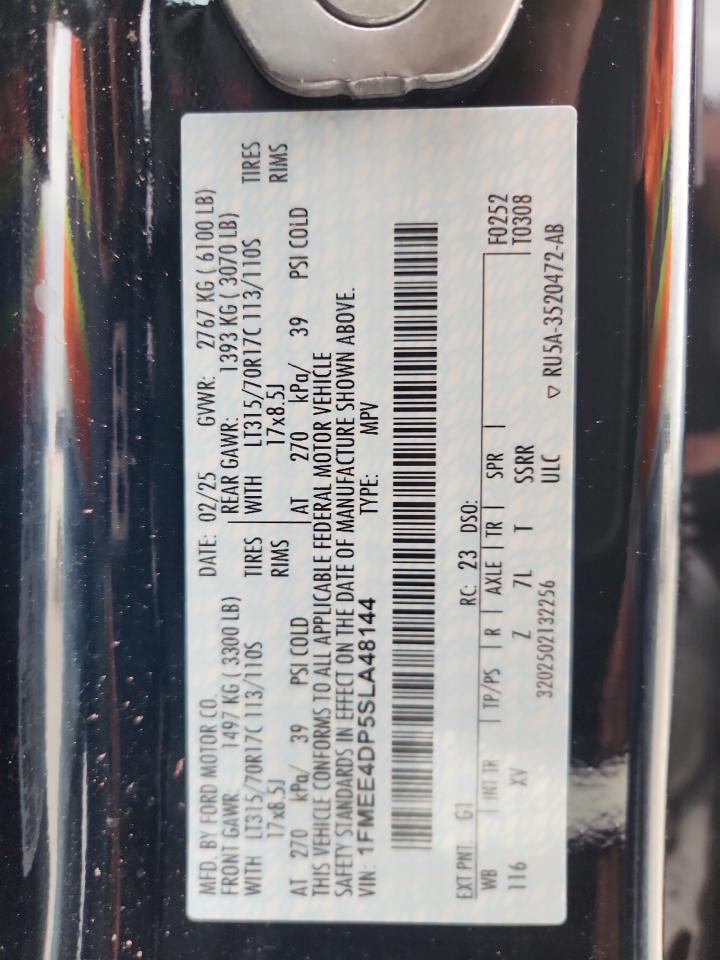 MFD. BY FORD MOTOR CO.
DATE: 02/25 GVWR: 2767 KG ( 6100 LB)
FRONT GAWR: 1497 KG ( 3300 LB) REAR GAWR: 1393 KG ( 3070 LB)
WITH LT315/70R17C 113/110S TIRES WITH LT315/70R17C 113/110S TIRES
17x8.5J RIMS 17x8.5J RIMS
AT 270 kPa/ 39 PSI COLD AT 270 kPa/ 39 PSI COLD
THIS VEHICLE CONFORMS TO ALL APPLICABLE FEDERAL MOTOR VEHICLE
SAFETY STANDARDS IN EFFECT ON THE DATE OF MANUFACTURE SHOWN ABOVE.
VIN: 1FMEE4DP5SLA48144 TYPE: MPV
EXT PNT: G1 RC: 23 DSO: F0252
WB INT TR TP/PS R AXLE TR SPR T0308
116 XV Z 7L T SSRR
3202502132256 ULC ▽ RU5A-3520472-AB